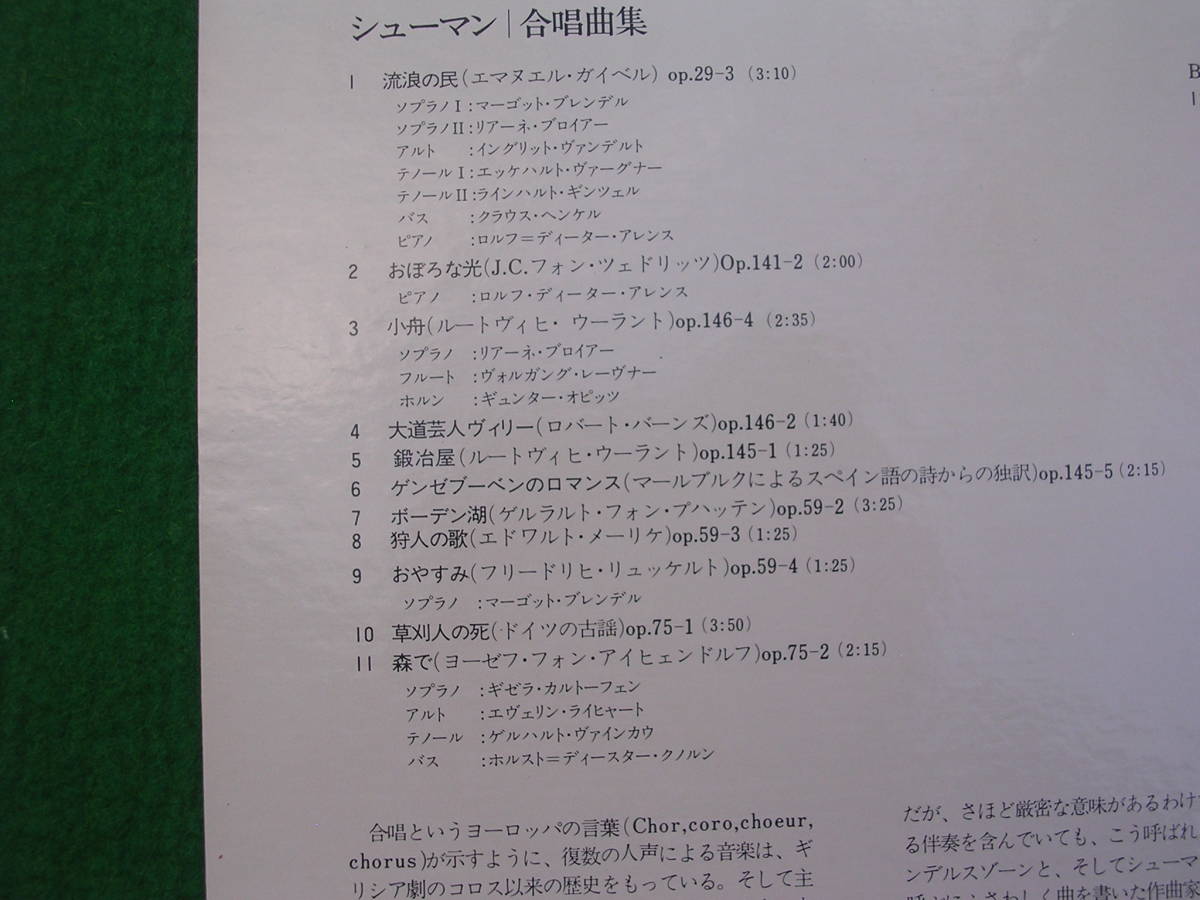 シューマン|合唱曲集
1 流浪の民(エマヌエル・ガイベル) op.29-3 (3:10)
ソプラノI:マーゴット・ブレンデル
ソプラノII:リアーネ・ブロイアー
アルト :イングリット・ヴァンデルト
テノールI:エッケハルト・ヴァーグナー
テノールII:ラインハルト・ギンツェル
バス :クラウス・ヘンケル
ピアノ :ロルフ=ディーター・アレンス
2 おぼろな光(J.C.フォン・ツェドリッツ)Op.141-2 (2:00)
ピアノ :ロルフ・ディーター・アレンス
3 小舟(ルートヴィヒ・ウーラント)op.146-4 (2:35)
ソプラノ :リアーネ・ブロイアー
フルート :ヴォルガング・レーヴナー
ホルン :ギュンター・オピッツ
4 大道芸人ヴィリー(ロバート・バーンズ)op.146-2 (1:40)
5 鍛冶屋(ルートヴィヒ・ウーラント)op.145-1 (1:25)
6 ゲンゼブーベンのロマンス(マールブルクによるスペイン語の詩からの独訳)op.145-5 (2:15)
7 ボーデン湖(ゲルラルト・フォン・プハッテン)op.59-2 (3:25)
8 狩人の歌(エドワルト・メーリケ)op.59-3 (1:25)
9 おやすみ(フリードリヒ・リュッケルト)op.59-4 (1:25)
ソプラノ :マーゴット・ブレンデル
10 草刈人の死(ドイツの古謡)op.75-1 (3:50)
11 森で(ヨーゼフ・フォン・アイヒェンドルフ)op.75-2 (2:15)
ソプラノ :ギゼラ・カルトーフェン
アルト :エヴェリン・ライヒャート
テノール :ゲルハルト・ヴァインカウ
バス :ホルスト=ディースター・クノルン
合唱というヨーロッパの言葉(Chor,coro,choeur,
chorus)が示すように、復数の人声による音楽は、ギ
リシア劇のコロス以来の歴史をもっている。そして主
だが、さほど厳密な意味があるわけ
る伴奏を含んでいても、こう呼ばれ
ンデルスゾーンと、そしてシューマ
呼どにふさわしく曲を書いた作曲家
B
1